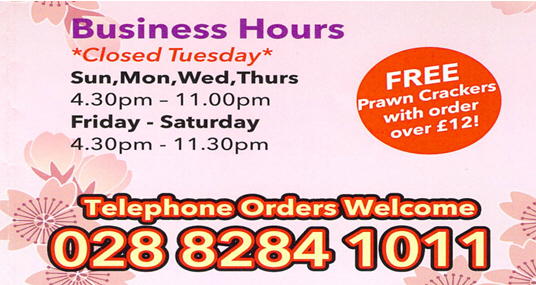 Business Hours
*Closed Tuesday*
Sun,Mon,Wed,Thurs
4.30pm – 11.00pm
Friday - Saturday
4.30pm - 11.30pm
FREE
Prawn Crackers
with order
over £12!
Telephone Orders Welcome
028 8284 1011